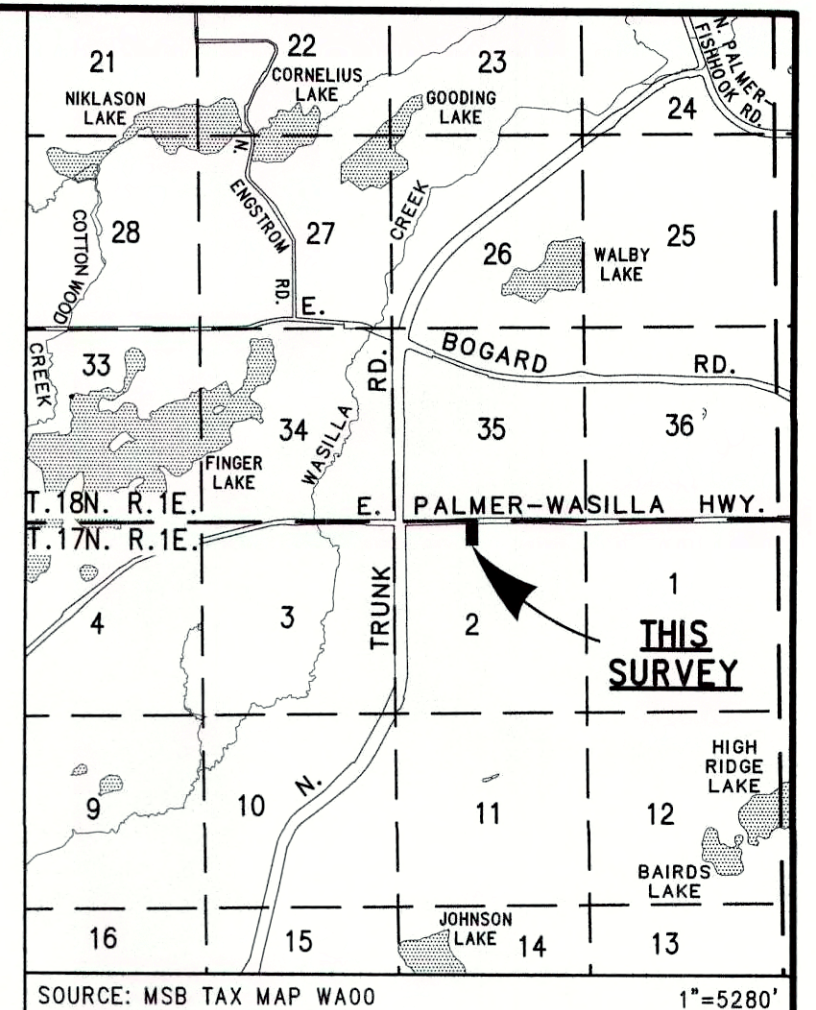 21
22
23
N. PALMER-
FISHHOOK RD.
CORNELIUS
LAKE
NIKLASON
LAKE
GOODING
LAKE
24
N.
ENGSTROM
RD.
CREEK
COTTONWOOD
CREEK
28
27
26
25
WALBY
LAKE
E.
BOGARD
RD.
33
RD.
34
WASILLA
35
36
FINGER
LAKE
T.18N. R.1E.
E. PALMER-WASILLA HWY.
T.17N. R.1E.
TRUNK
4
3
2
1
THIS
SURVEY
HIGH
RIDGE
LAKE
N.
9
10
11
12
BAIRDS
LAKE
JOHNSON
LAKE
16
15
14
13
SOURCE: MSB TAX MAP WA00
1"=5280'